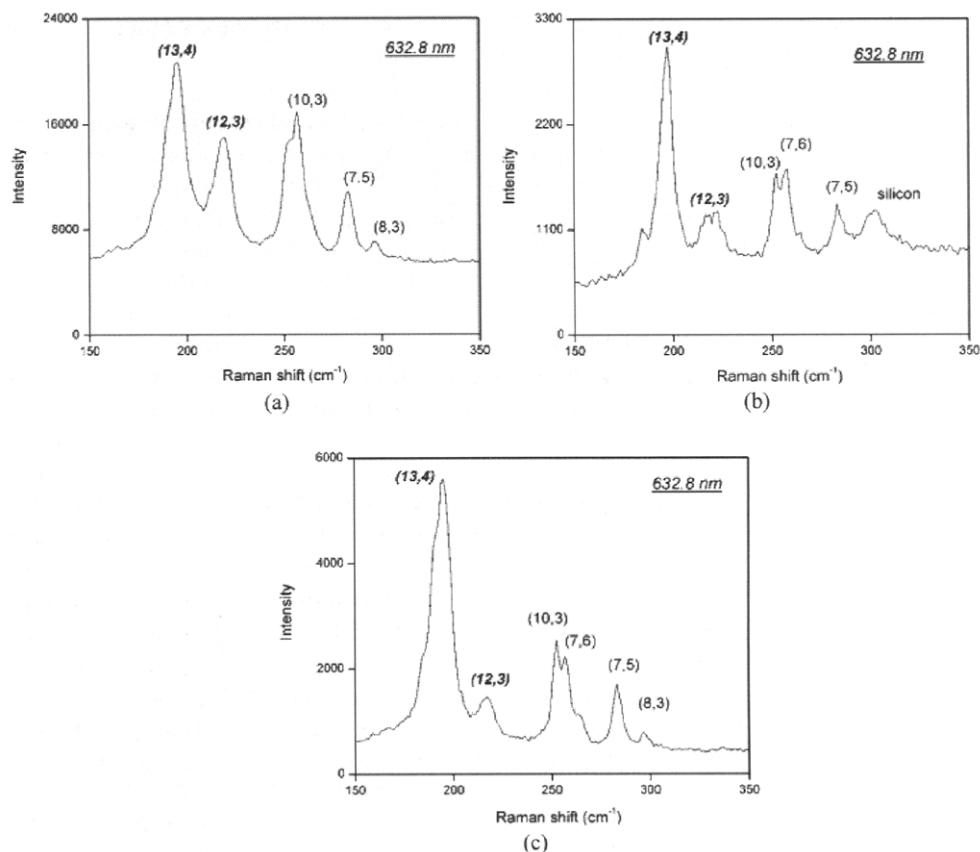 24000
(13,4)
632.8 nm
(10,3)
16000
(12,3)
Intensity
(7.5)
8000
(8,3)
0
150 200 250 300 350
Raman shift (cm⁻¹)
(a)
3300
(13,4)
632.8 nm
2200
(7,6)
(10,3)
Intensity
(7,5)
(12,3)
silicon
1100
0
150 200 250 300 350
Raman shift (cm⁻¹)
(b)
6000
(13,4)
632.8 nm
4000
Intensity
(10,3)
(7,6)
2000
(12,3)
(7,5)
(8,3)
0
150 200 250 300 350
Raman shift (cm⁻¹)
(c)